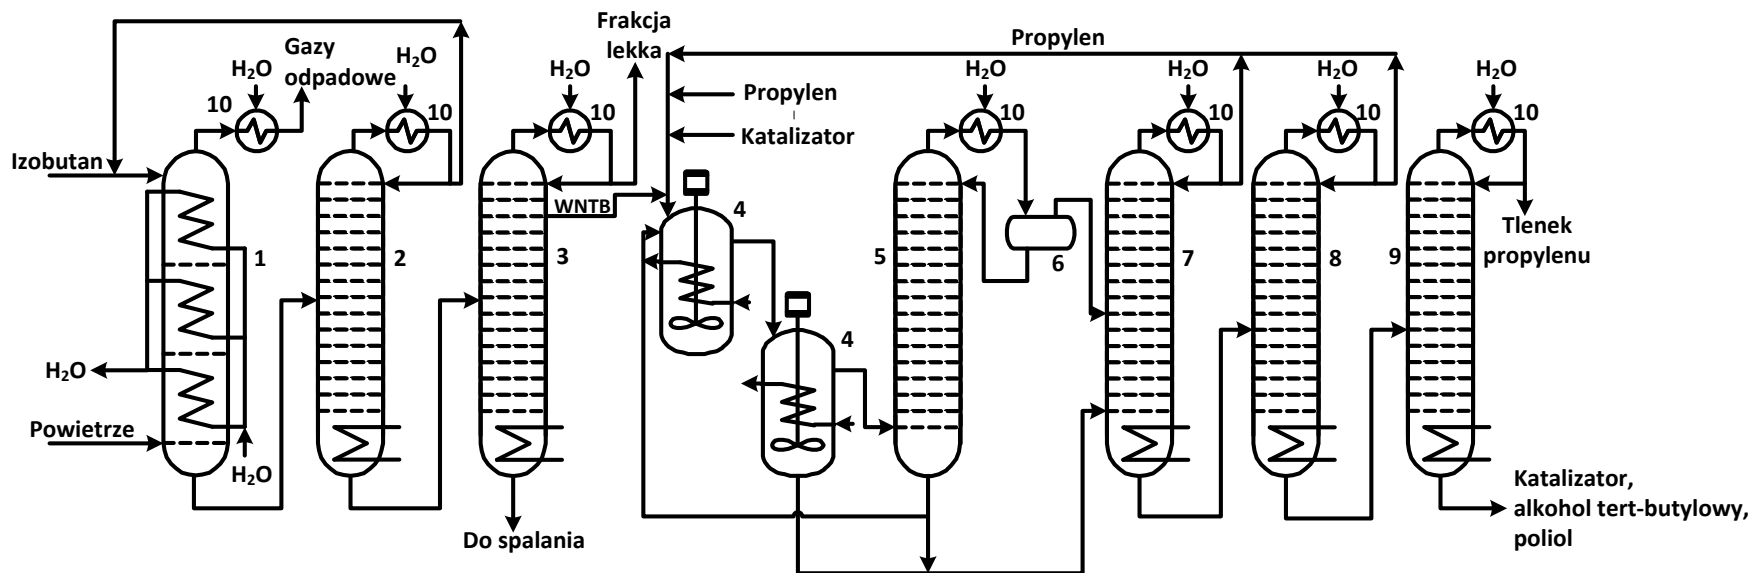 Frakcja
lekka
Gazy
odpadowe
H₂O
H₂O
H₂O
Propylen
H₂O
H₂O
H₂O
H₂O
10
10
10
10
10
10
10
Propylen
Katalizator
Izobutan
WNTB
4
1
2
3
5
6
7
8
9
Tlenek
propylenu
4
H₂O
Powietrze
H₂O
Do spalania
Katalizator,
alkohol tert-butylowy,
poliol